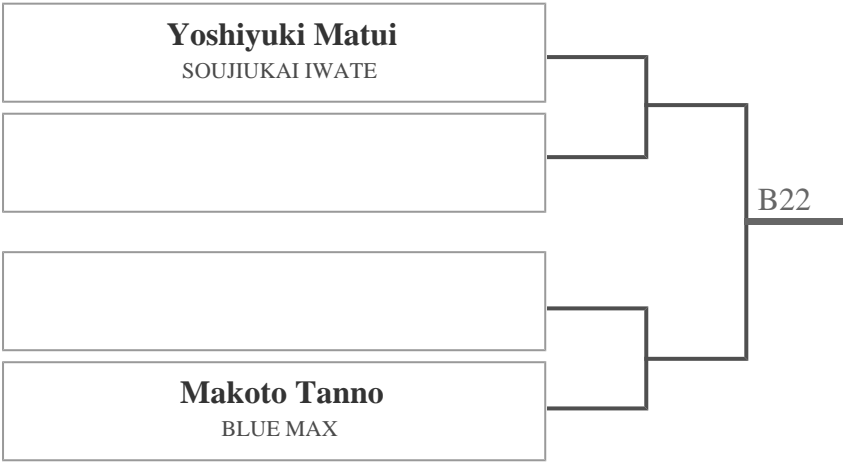 Yoshiyuki Matui
SOUJIUKAI IWATE
B22
Makoto Tanno
BLUE MAX